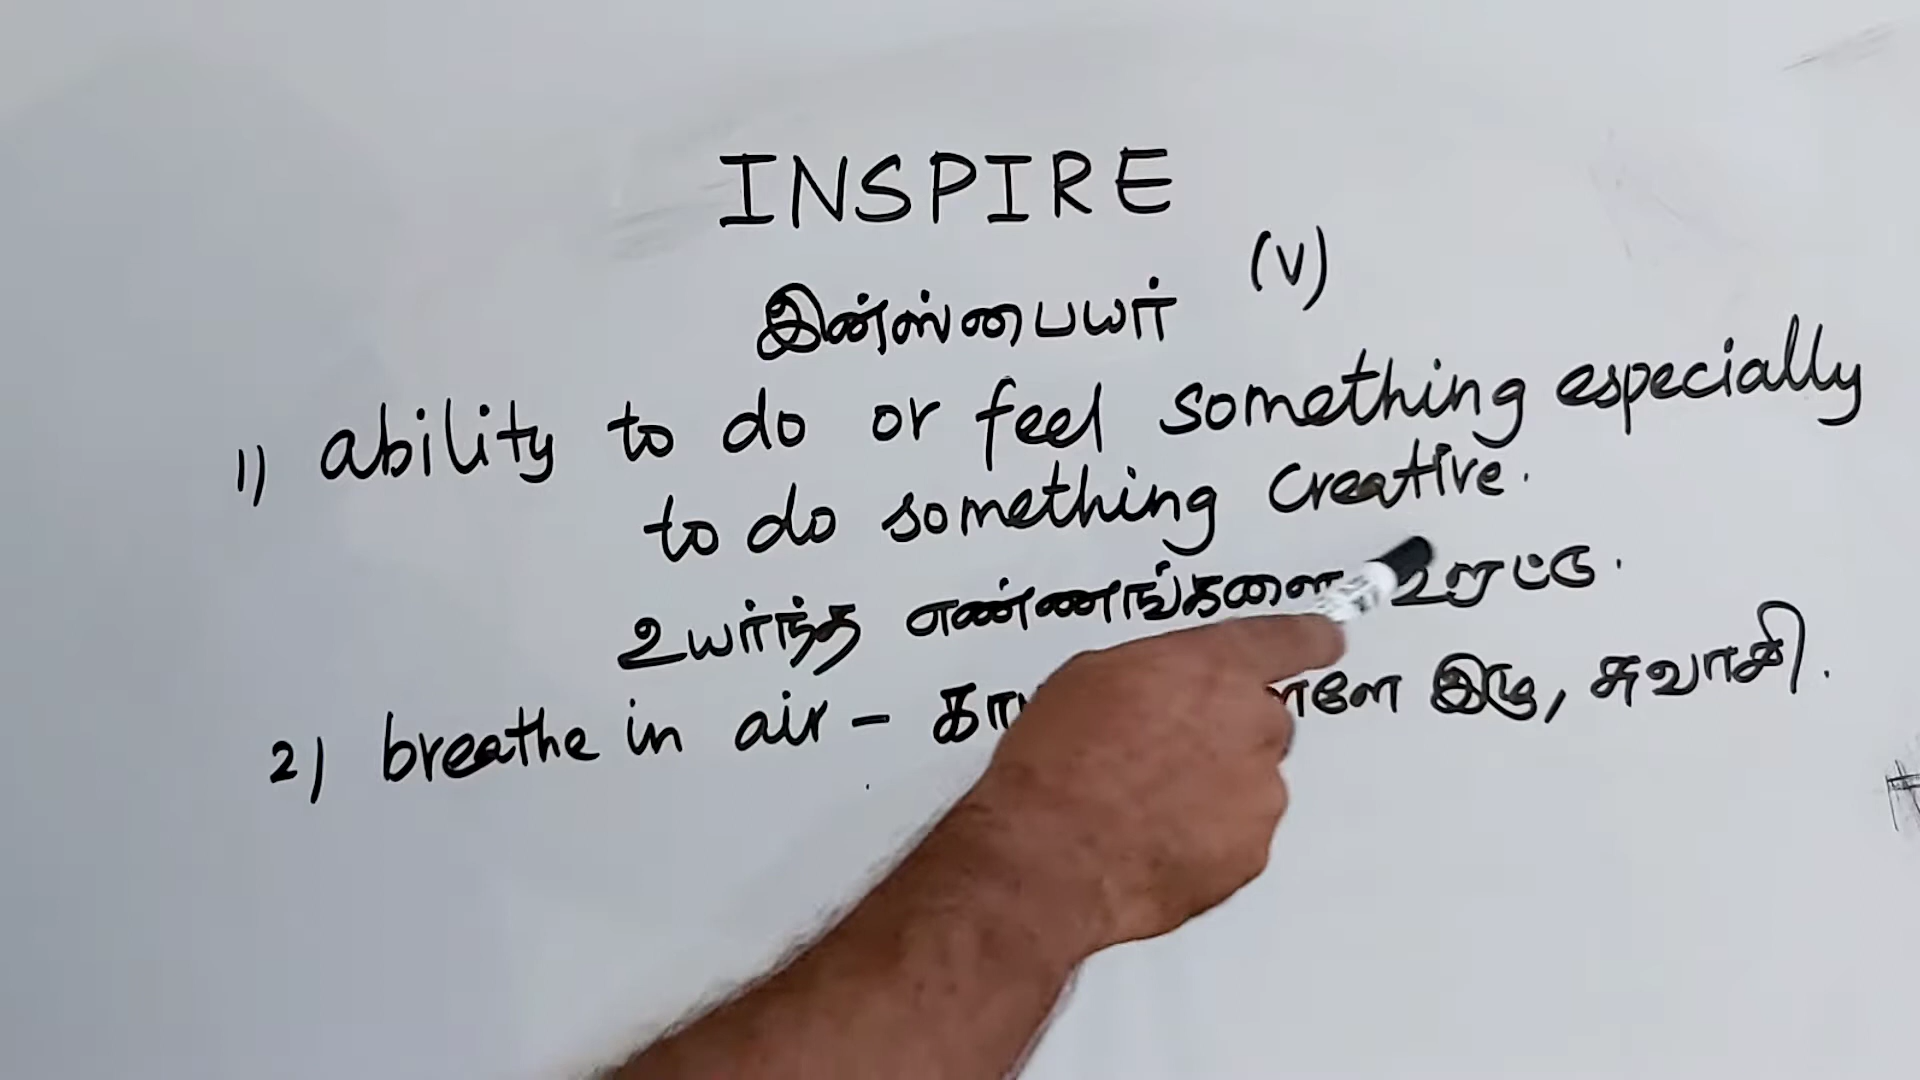 INSPIRE
(v)
இன்ஸ்பையர்
1) ability to do or feel something especially
to do something creative.
உயர்ந்த எண்ணங்களை உரட்டு.
2) breathe in air - இழு, சுவாசி.